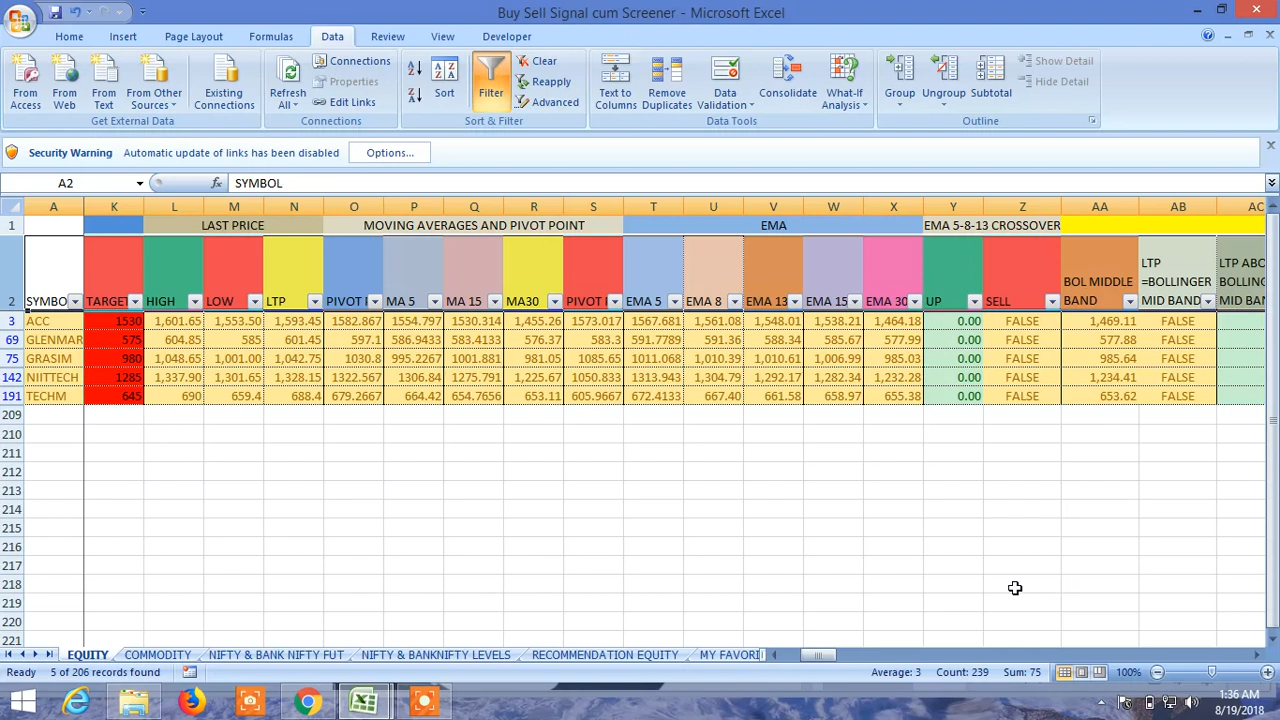 Buy Sell Signal cum Screener - Microsoft Excel
Home Insert Page Layout Formulas Data Review View Developer
From Access From Web From Text From Other Sources Existing Connections
Get External Data
Refresh All Connections Properties Edit Links
Connections
Sort Filter Clear Reapply Advanced
Sort & Filter
Text to Columns Remove Duplicates Data Validation Consolidate What-If Analysis
Data Tools
Group Ungroup Subtotal Show Detail Hide Detail
Outline
Security Warning Automatic update of links has been disabled Options...
A2 fx SYMBOL
A K L M N O P Q R S T U V W X Y Z AA AB AC
1 LAST PRICE MOVING AVERAGES AND PIVOT POINT EMA EMA 5-8-13 CROSSOVER
2 SYMBO TARGET HIGH LOW LTP PIVOT MA 5 MA 15 MA30 PIVOT EMA 5 EMA 8 EMA 13 EMA 15 EMA 30 UP SELL BOL MIDDLE BAND LTP =BOLLINGER MID BAND LTP ABO BOLLING MID BAND
3 ACC 1530 1,601.65 1,553.50 1,593.45 1582.867 1554.797 1530.314 1,455.26 1573.017 1567.681 1,561.08 1,548.01 1,538.21 1,464.18 0.00 FALSE 1,469.11 FALSE
69 GLENMAR 575 604.85 585 601.45 597.1 586.9433 583.4133 576.37 583.3 591.7789 591.36 588.34 585.67 577.99 0.00 FALSE 577.88 FALSE
75 GRASIM 980 1,048.65 1,001.00 1,042.75 1030.8 995.2267 1001.881 981.05 1085.65 1011.068 1,010.39 1,010.61 1,006.99 985.03 0.00 FALSE 985.64 FALSE
142 NIITTECH 1285 1,337.90 1,301.65 1,328.15 1322.567 1306.84 1275.791 1,225.67 1050.833 1313.943 1,304.79 1,292.17 1,282.34 1,232.28 0.00 FALSE 1,234.41 FALSE
191 TECHM 645 690 659.4 688.4 679.2667 664.42 654.7656 653.11 605.9667 672.4133 667.40 661.58 658.97 655.38 0.00 FALSE 653.62 FALSE
209
210
211
212
213
214
215
216
217
218
219
220
221
EQUITY COMMODITY NIFTY & BANK NIFTY FUT NIFTY & BANKNIFTY LEVELS RECOMMENDATION EQUITY MY FAVORI
Ready 5 of 206 records found Average: 3 Count: 239 Sum: 75 100%
1:36 AM
8/19/2018